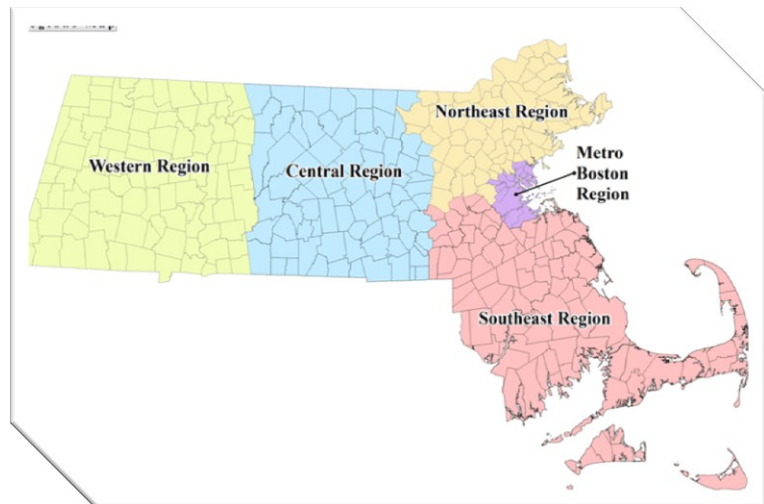 Northeast Region
Western Region
Central Region
Metro
Boston
Region
Southeast Region